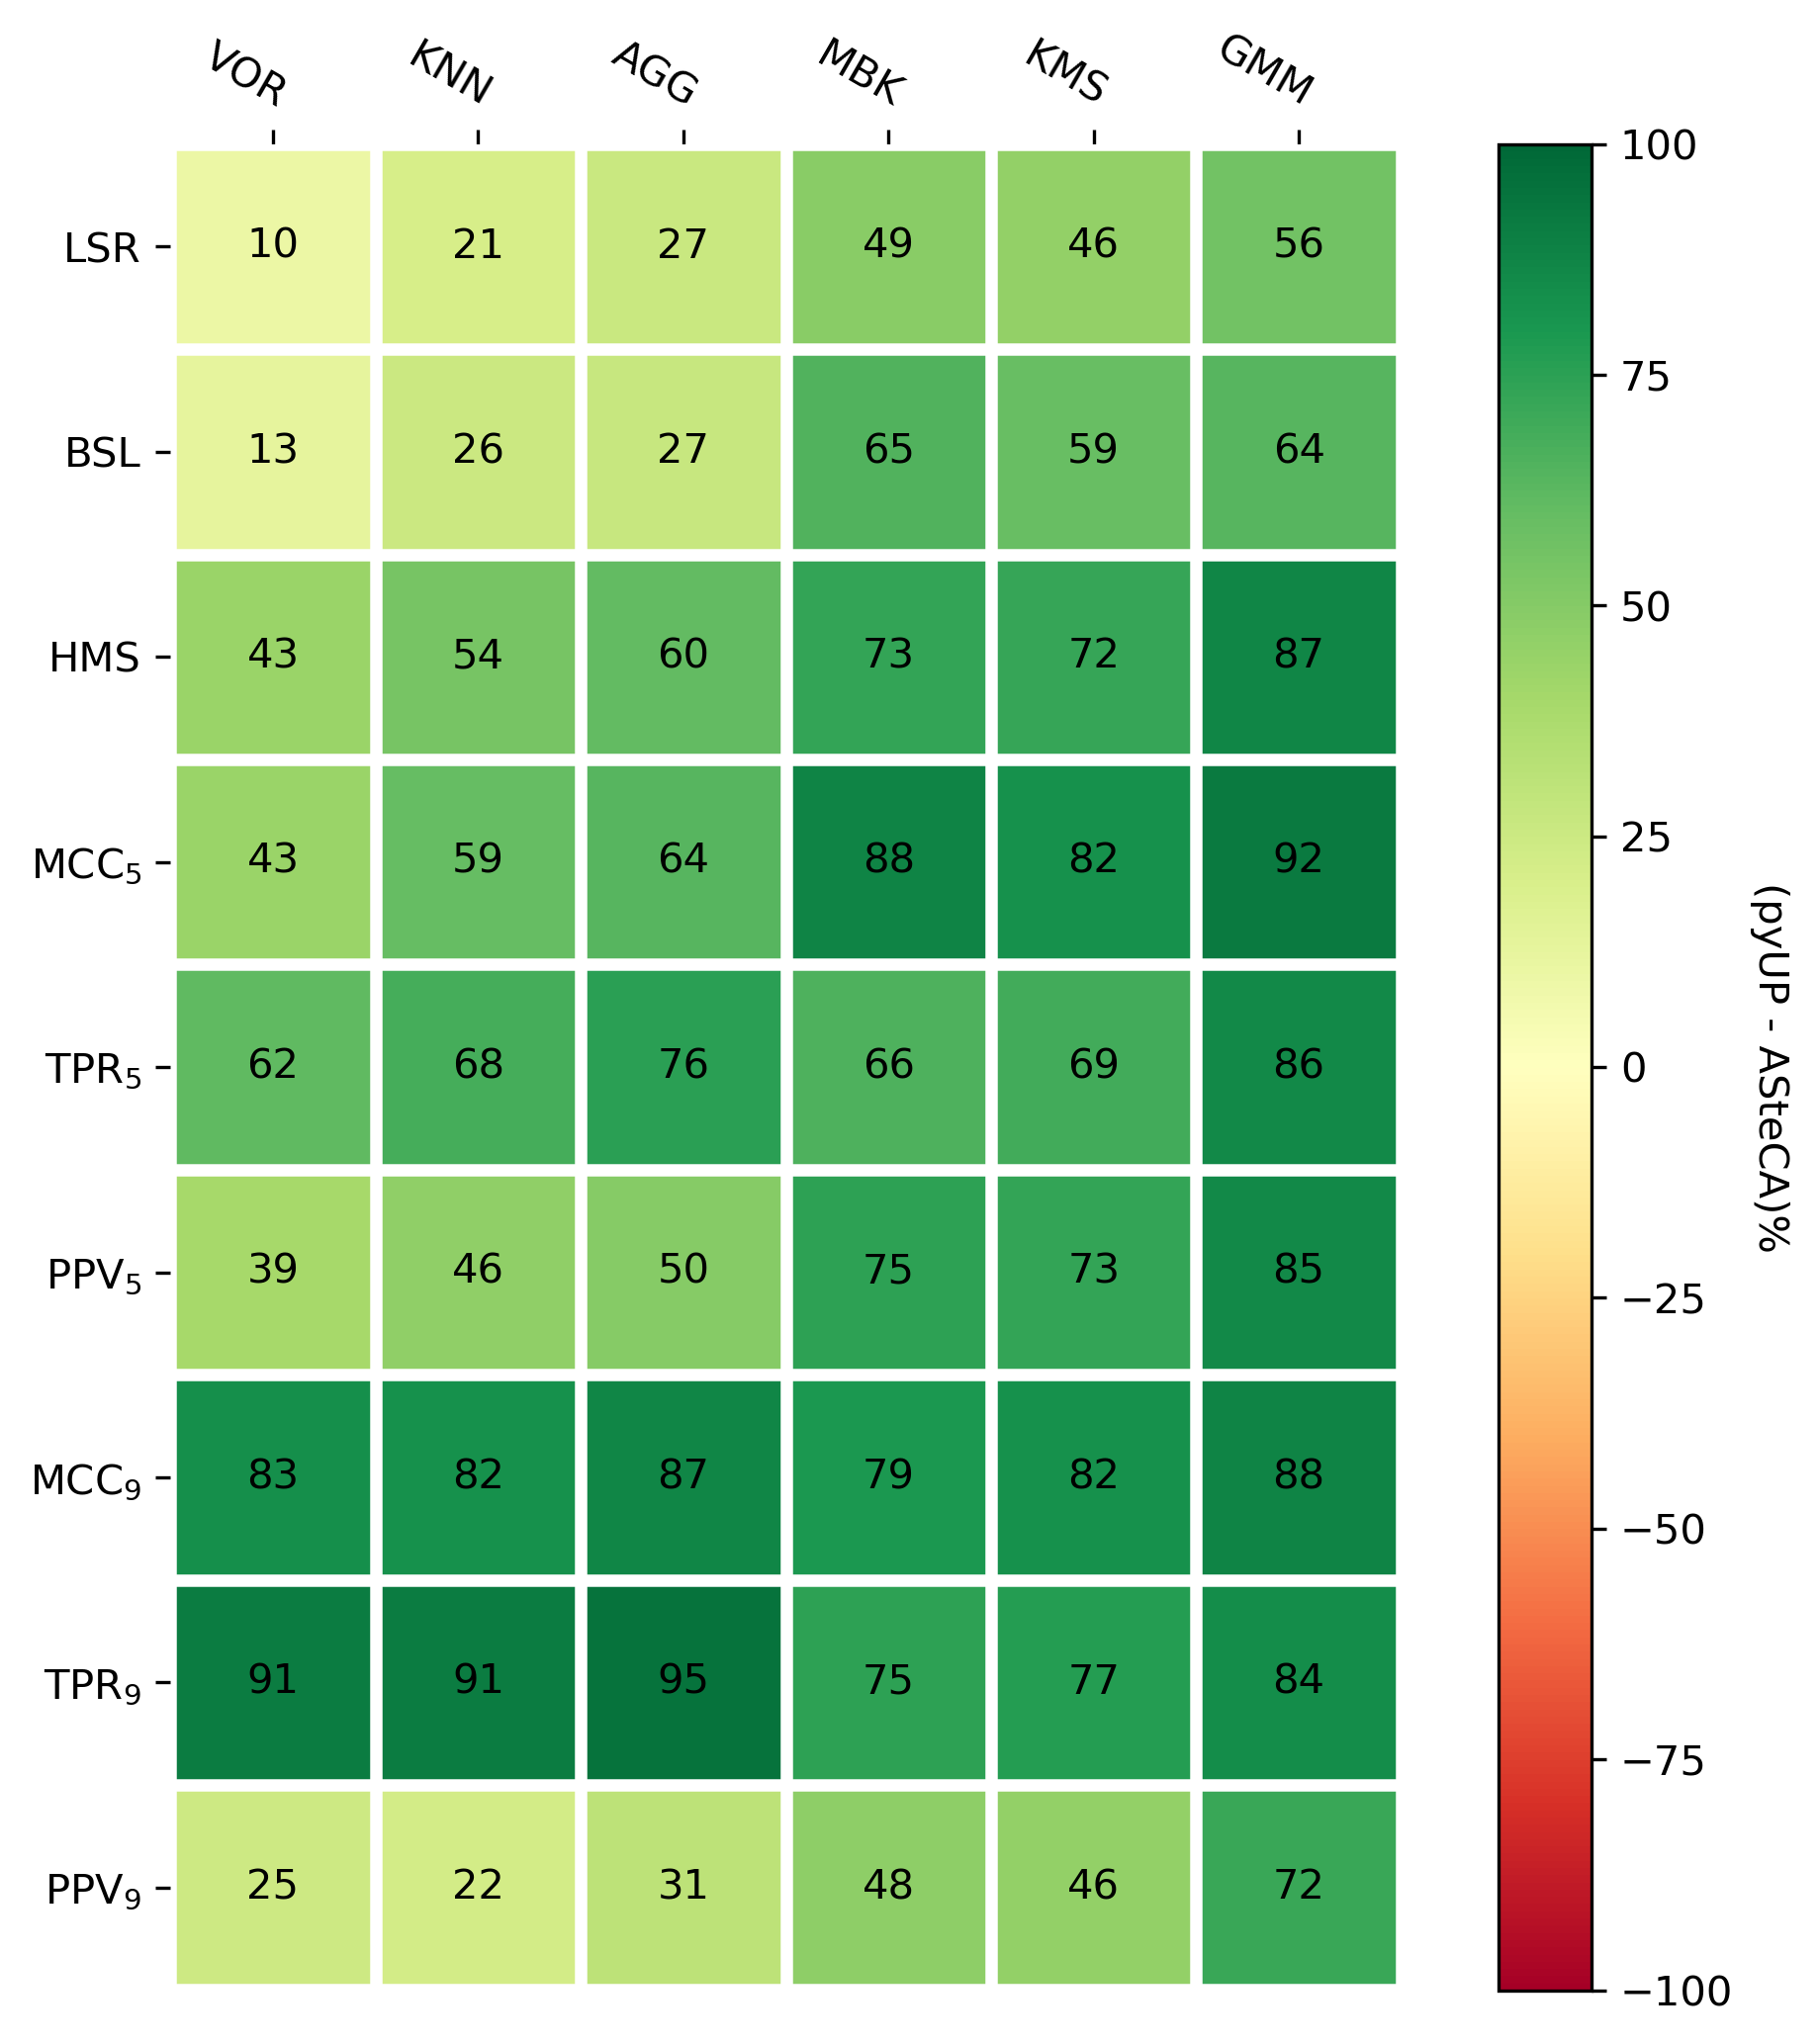 VOR KNN AGG MBK KMS GMM
LSR 10 21 27 49 46 56
BSL 13 26 27 65 59 64
HMS 43 54 60 73 72 87
MCC₅ 43 59 64 88 82 92
TPR₅ 62 68 76 66 69 86
PPV₅ 39 46 50 75 73 85
MCC₉ 83 82 87 79 82 88
TPR₉ 91 91 95 75 77 84
PPV₉ 25 22 31 48 46 72
100
75
50
25
0
−25
−50
−75
−100
(pyUP - ASteCA)%